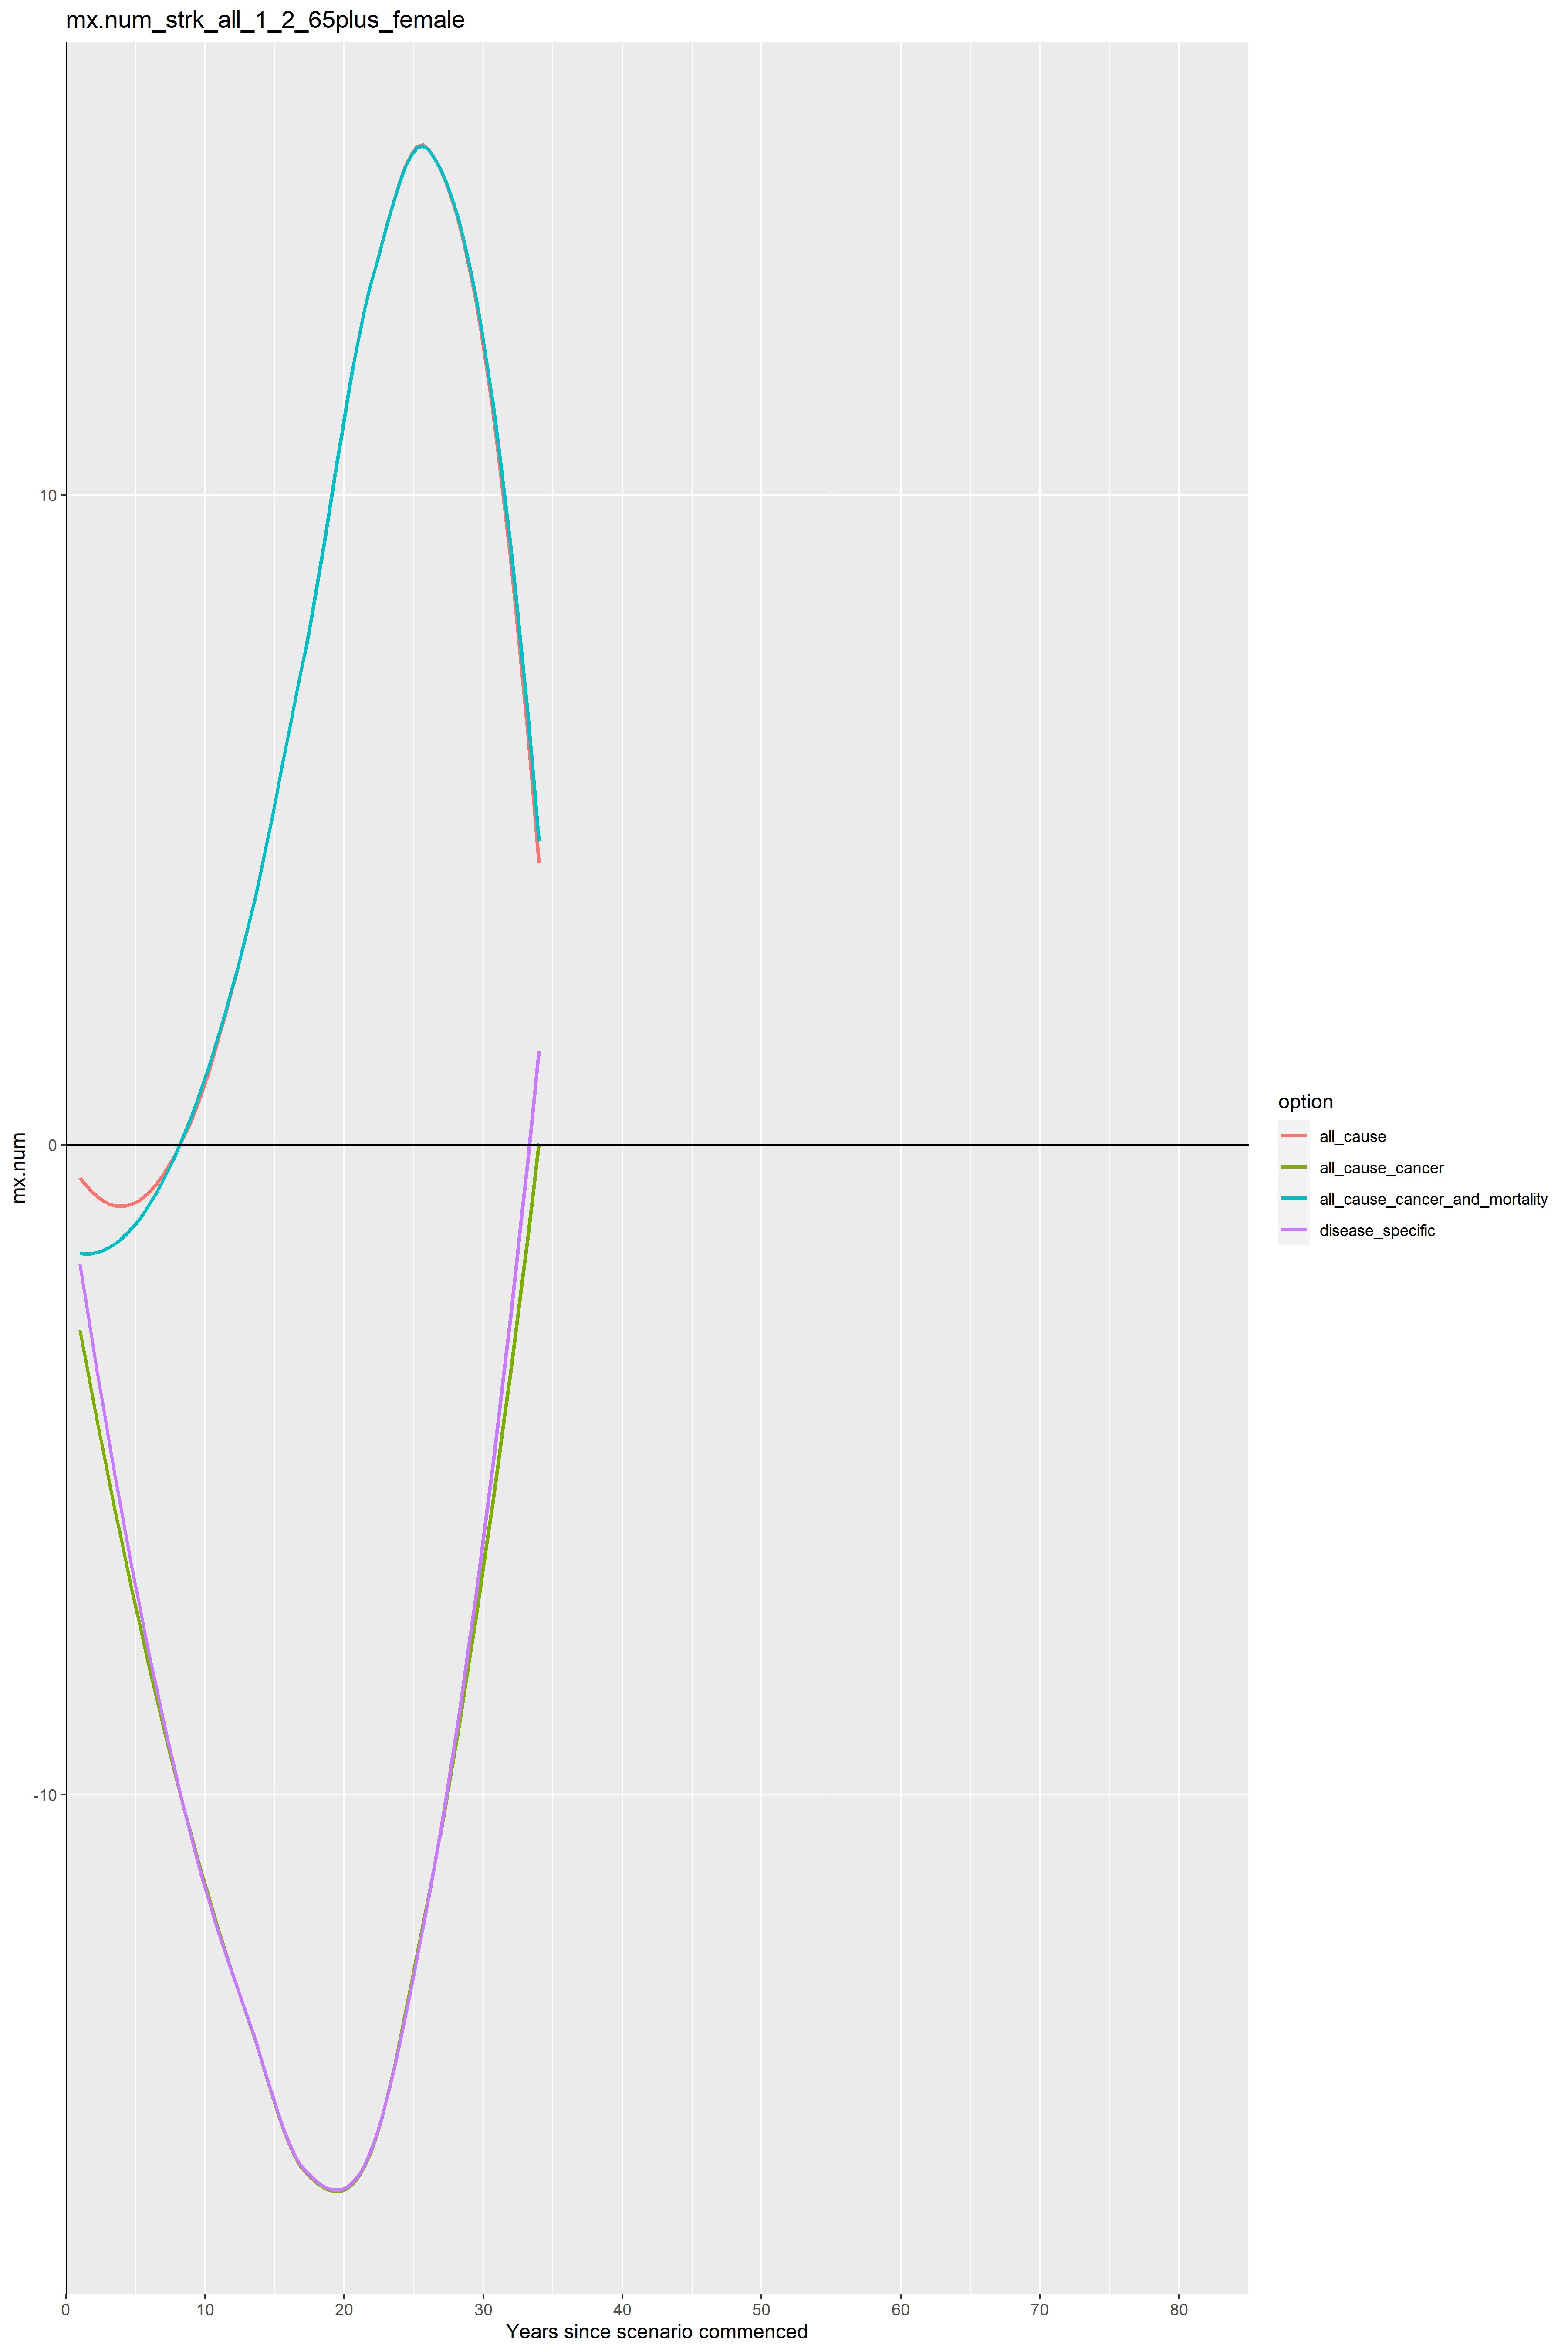 mx.num_strk_all_1_2_65plus_female
10
0
-10
mx.num
0 10 20 30 40 50 60 70 80
Years since scenario commenced
option
all_cause
all_cause_cancer
all_cause_cancer_and_mortality
disease_specific